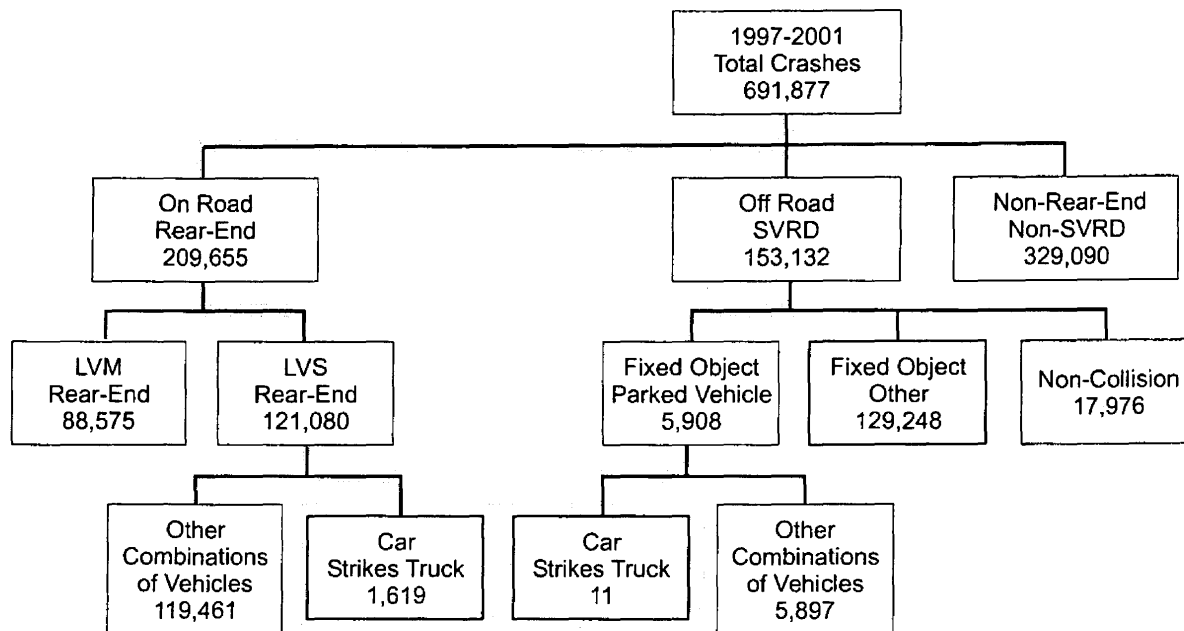 1997-2001
Total Crashes
691,877
On Road
Rear-End
209,655
Off Road
SVRD
153,132
Non-Rear-End
Non-SVRD
329,090
LVM
Rear-End
88,575
LVS
Rear-End
121,080
Fixed Object
Parked Vehicle
5,908
Fixed Object
Other
129,248
Non-Collision
17,976
Other
Combinations
of Vehicles
119,461
Car
Strikes Truck
1,619
Car
Strikes Truck
11
Other
Combinations
of Vehicles
5,897